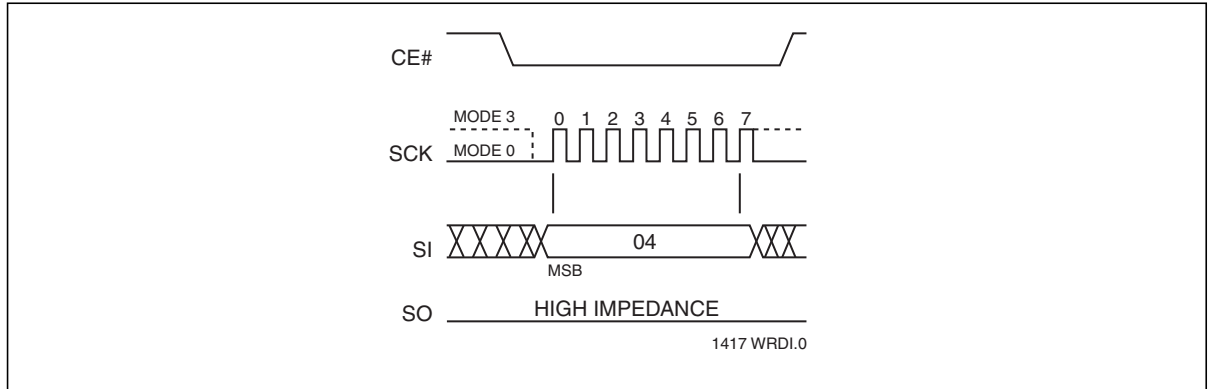 CE#
MODE 3
0 1 2 3 4 5 6 7
SCK
MODE 0
SI
04
MSB
SO
HIGH IMPEDANCE
1417 WRDI.0